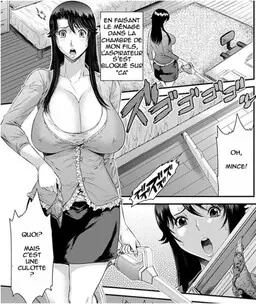 EN FAISANT
LE MÉNAGE
DANS LA
CHAMBRE DE
MON FILS,
L'ASPIRATEUR
S'EST
BLOQUÉ SUR
"CA"
OH,
MINCE!
QUOI?
MAIS
C'EST
UNE
CULOTTE?